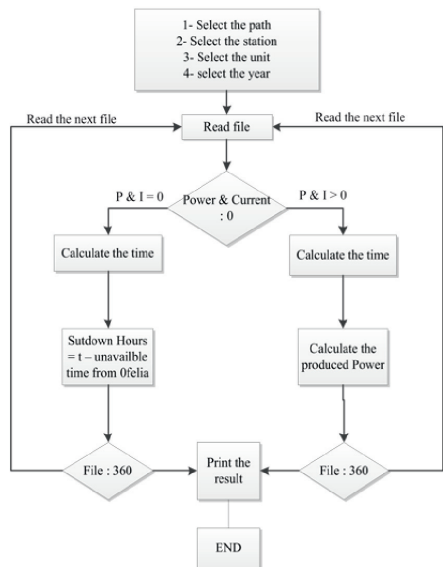 1- Select the path
2- Select the station
3- Select the unit
4- select the year
Read the next file
Read the next file
Read file
P & I = 0
Power & Current
: 0
P & I > 0
Calculate the time
Calculate the time
Sutdown Hours
= t – unavailble
time from 0felia
Calculate the
produced Power
File : 360
Print the
result
File : 360
END